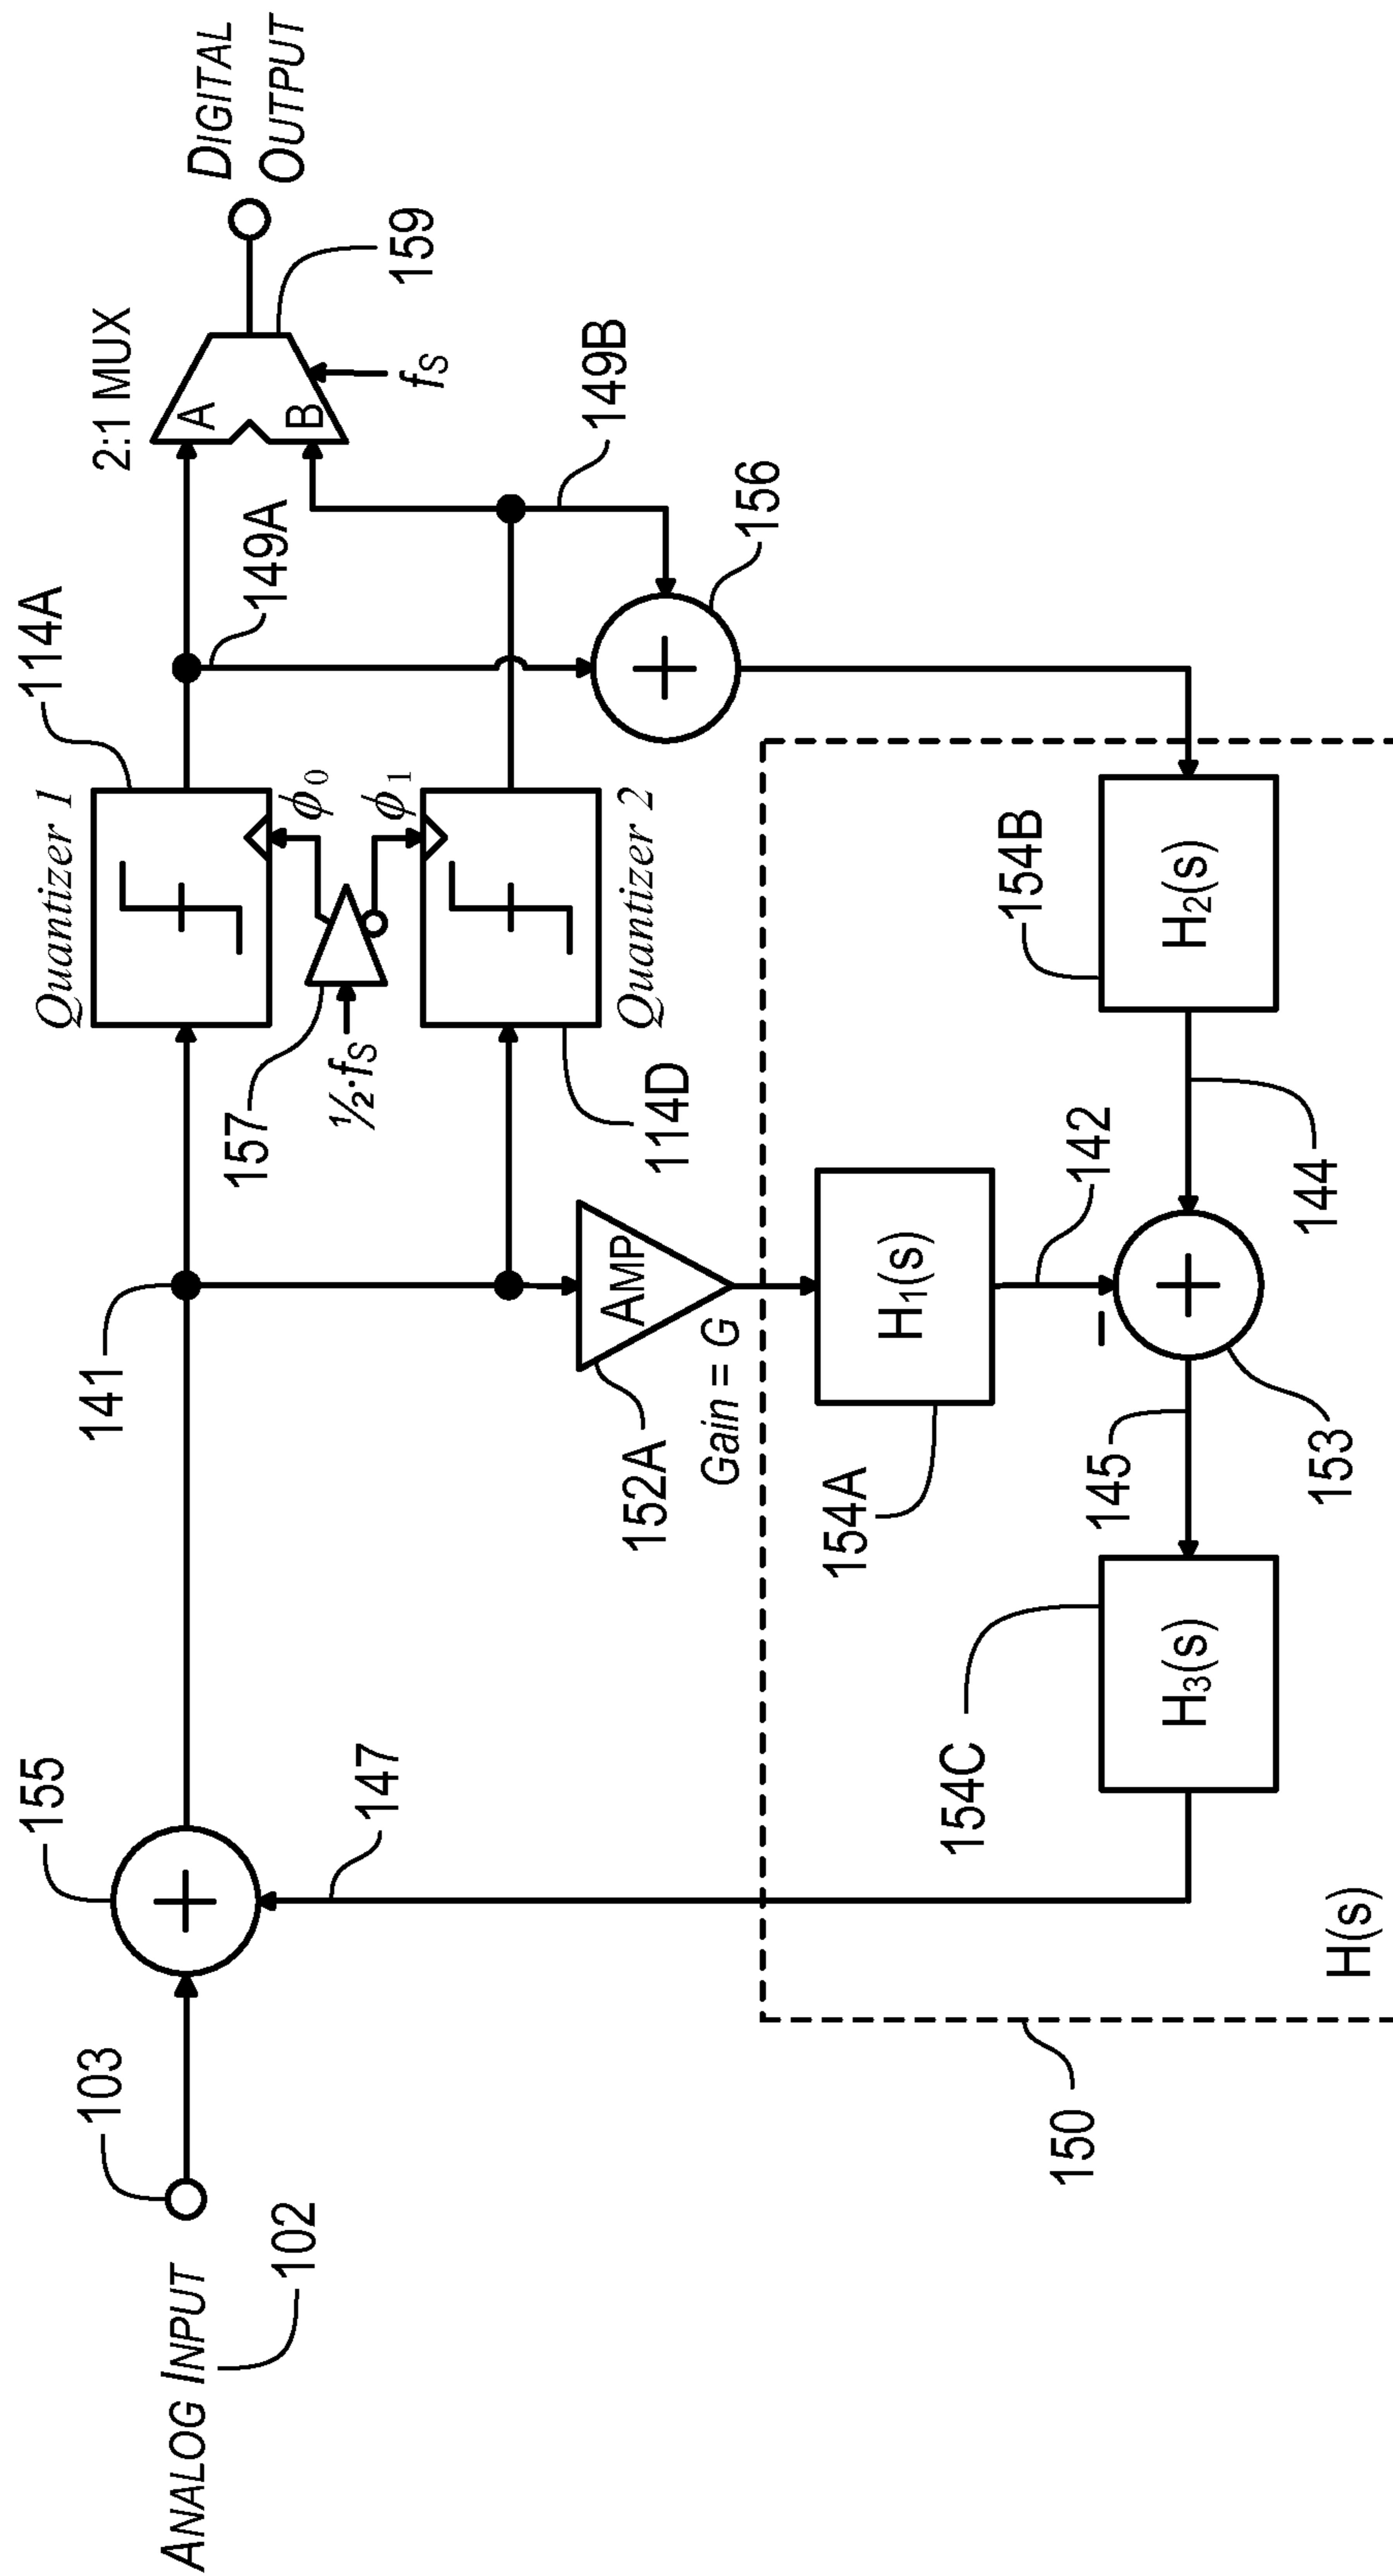 ANALOG INPUT
102
103
155
147
141
Quantizer 1
114A
ϕ0
157
½·fS
ϕ1
114D
Quantizer 2
149A
2:1 MUX
A
B
fS
159
DIGITAL
OUTPUT
149B
156
AMP
152A
Gain = G
H1(s)
154A
142
H2(s)
154B
144
153
145
H3(s)
154C
H(s)
150